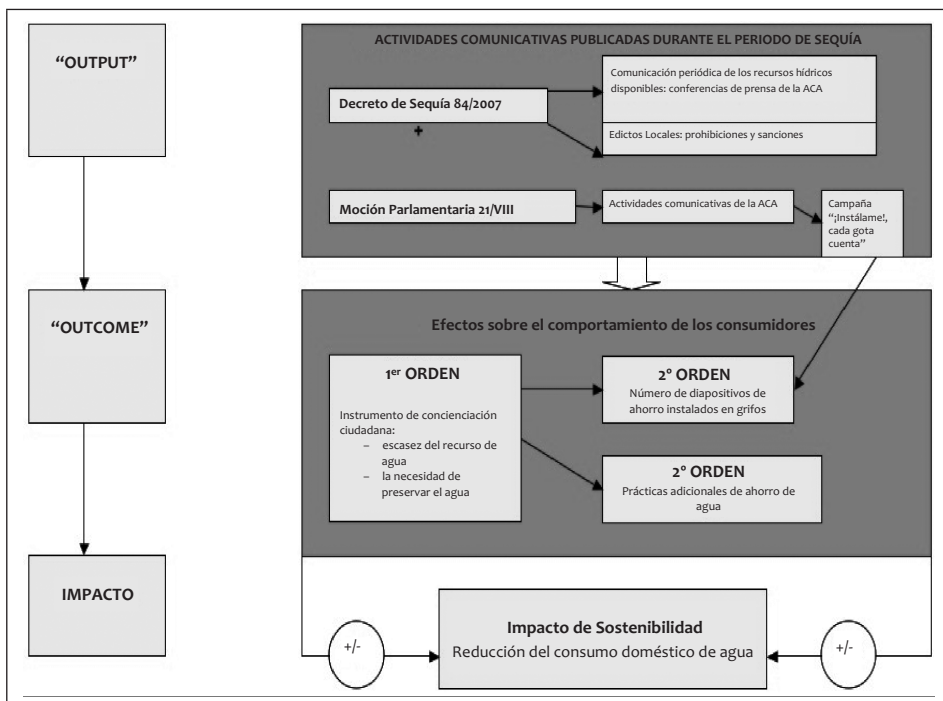 “OUTPUT”
ACTIVIDADES COMUNICATIVAS PUBLICADAS DURANTE EL PERIODO DE SEQUÍA
Decreto de Sequía 84/2007
+
Comunicación periódica de los recursos hídricos
disponibles: conferencias de prensa de la ACA
Edictos Locales: prohibiciones y sanciones
Moción Parlamentaria 21/VIII
Actividades comunicativas de la ACA
Campaña
“¡Instálame!,
cada gota
cuenta”
“OUTCOME”
Efectos sobre el comportamiento de los consumidores
1er ORDEN
Instrumento de concienciación
ciudadana:
– escasez del recurso de
agua
– la necesidad de
preservar el agua
2° ORDEN
Número de diapositivos de
ahorro instalados en grifos
2° ORDEN
Prácticas adicionales de ahorro de
agua
IMPACTO
+/-
Impacto de Sostenibilidad
Reducción del consumo doméstico de agua
+/-